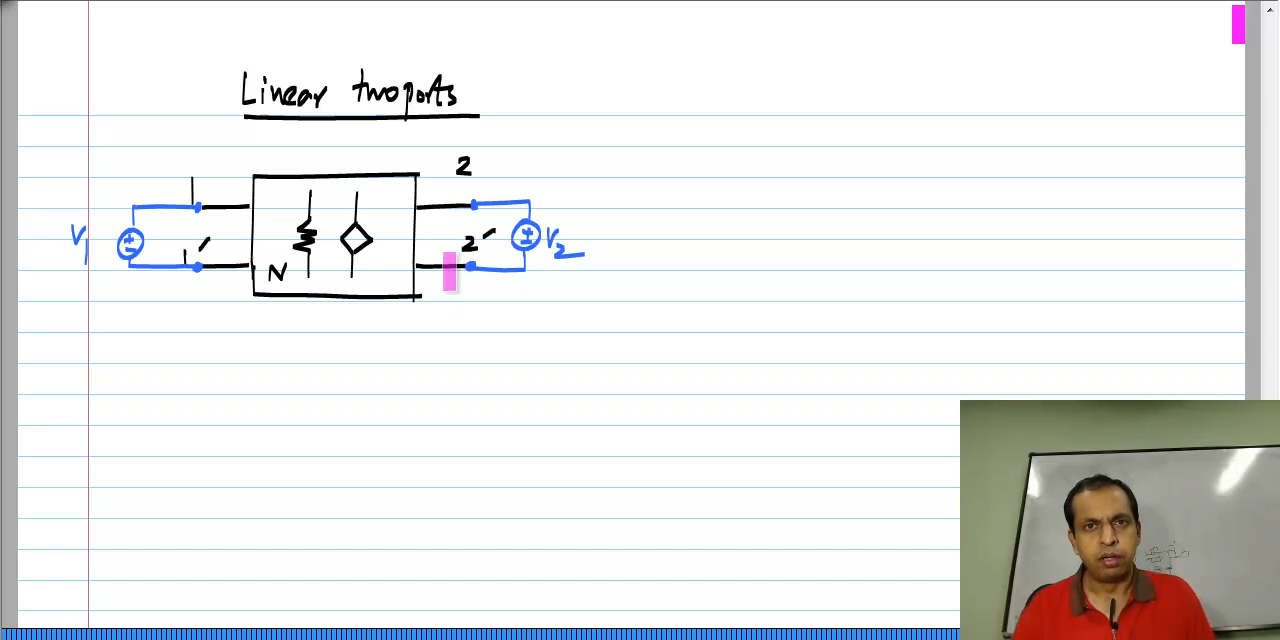 Linear twoports
1 2
V1 + - 1' 2' + - V2
N